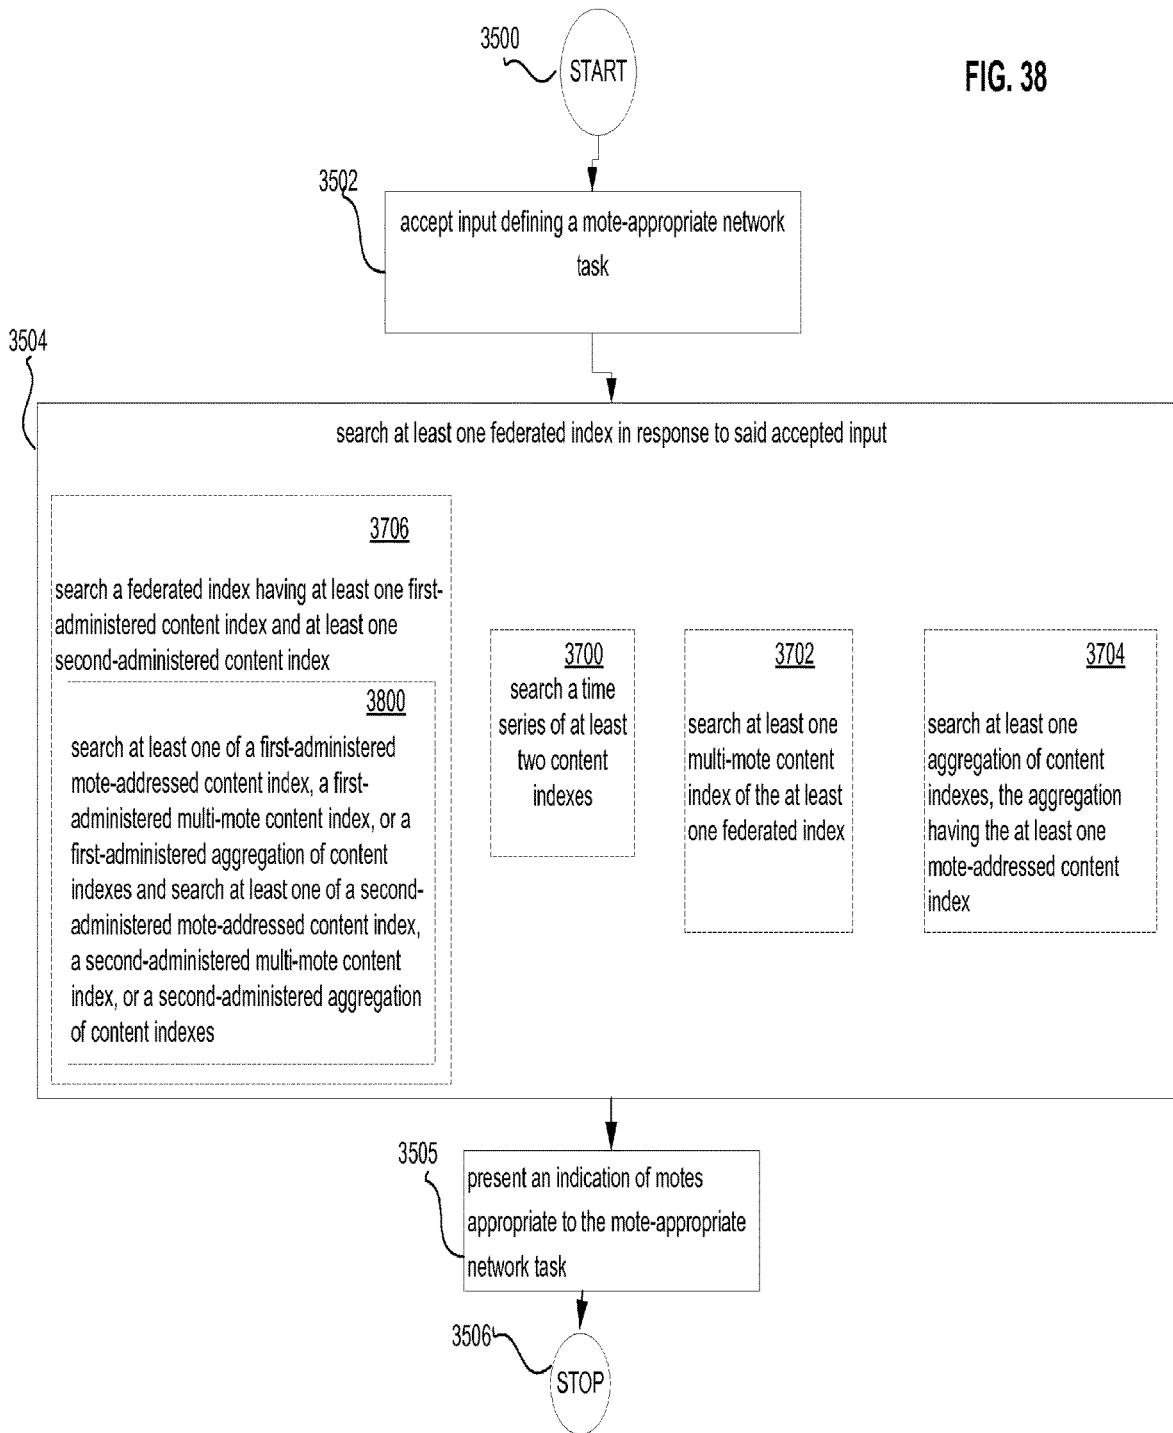 3500
START
FIG. 38
3502
accept input defining a mote-appropriate network
task
3504
search at least one federated index in response to said accepted input
3706
search a federated index having at least one first-
administered content index and at least one
second-administered content index
3800
search at least one of a first-administered
mote-addressed content index, a first-
administered multi-mote content index, or a
first-administered aggregation of content
indexes and search at least one of a second-
administered mote-addressed content index,
a second-administered multi-mote content
index, or a second-administered aggregation
of content indexes
3700
search a time
series of at least
two content
indexes
3702
search at least one
multi-mote content
index of the at least
one federated index
3704
search at least one
aggregation of content
indexes, the aggregation
having the at least one
mote-addressed content
index
3505
present an indication of motes
appropriate to the mote-appropriate
network task
3506
STOP